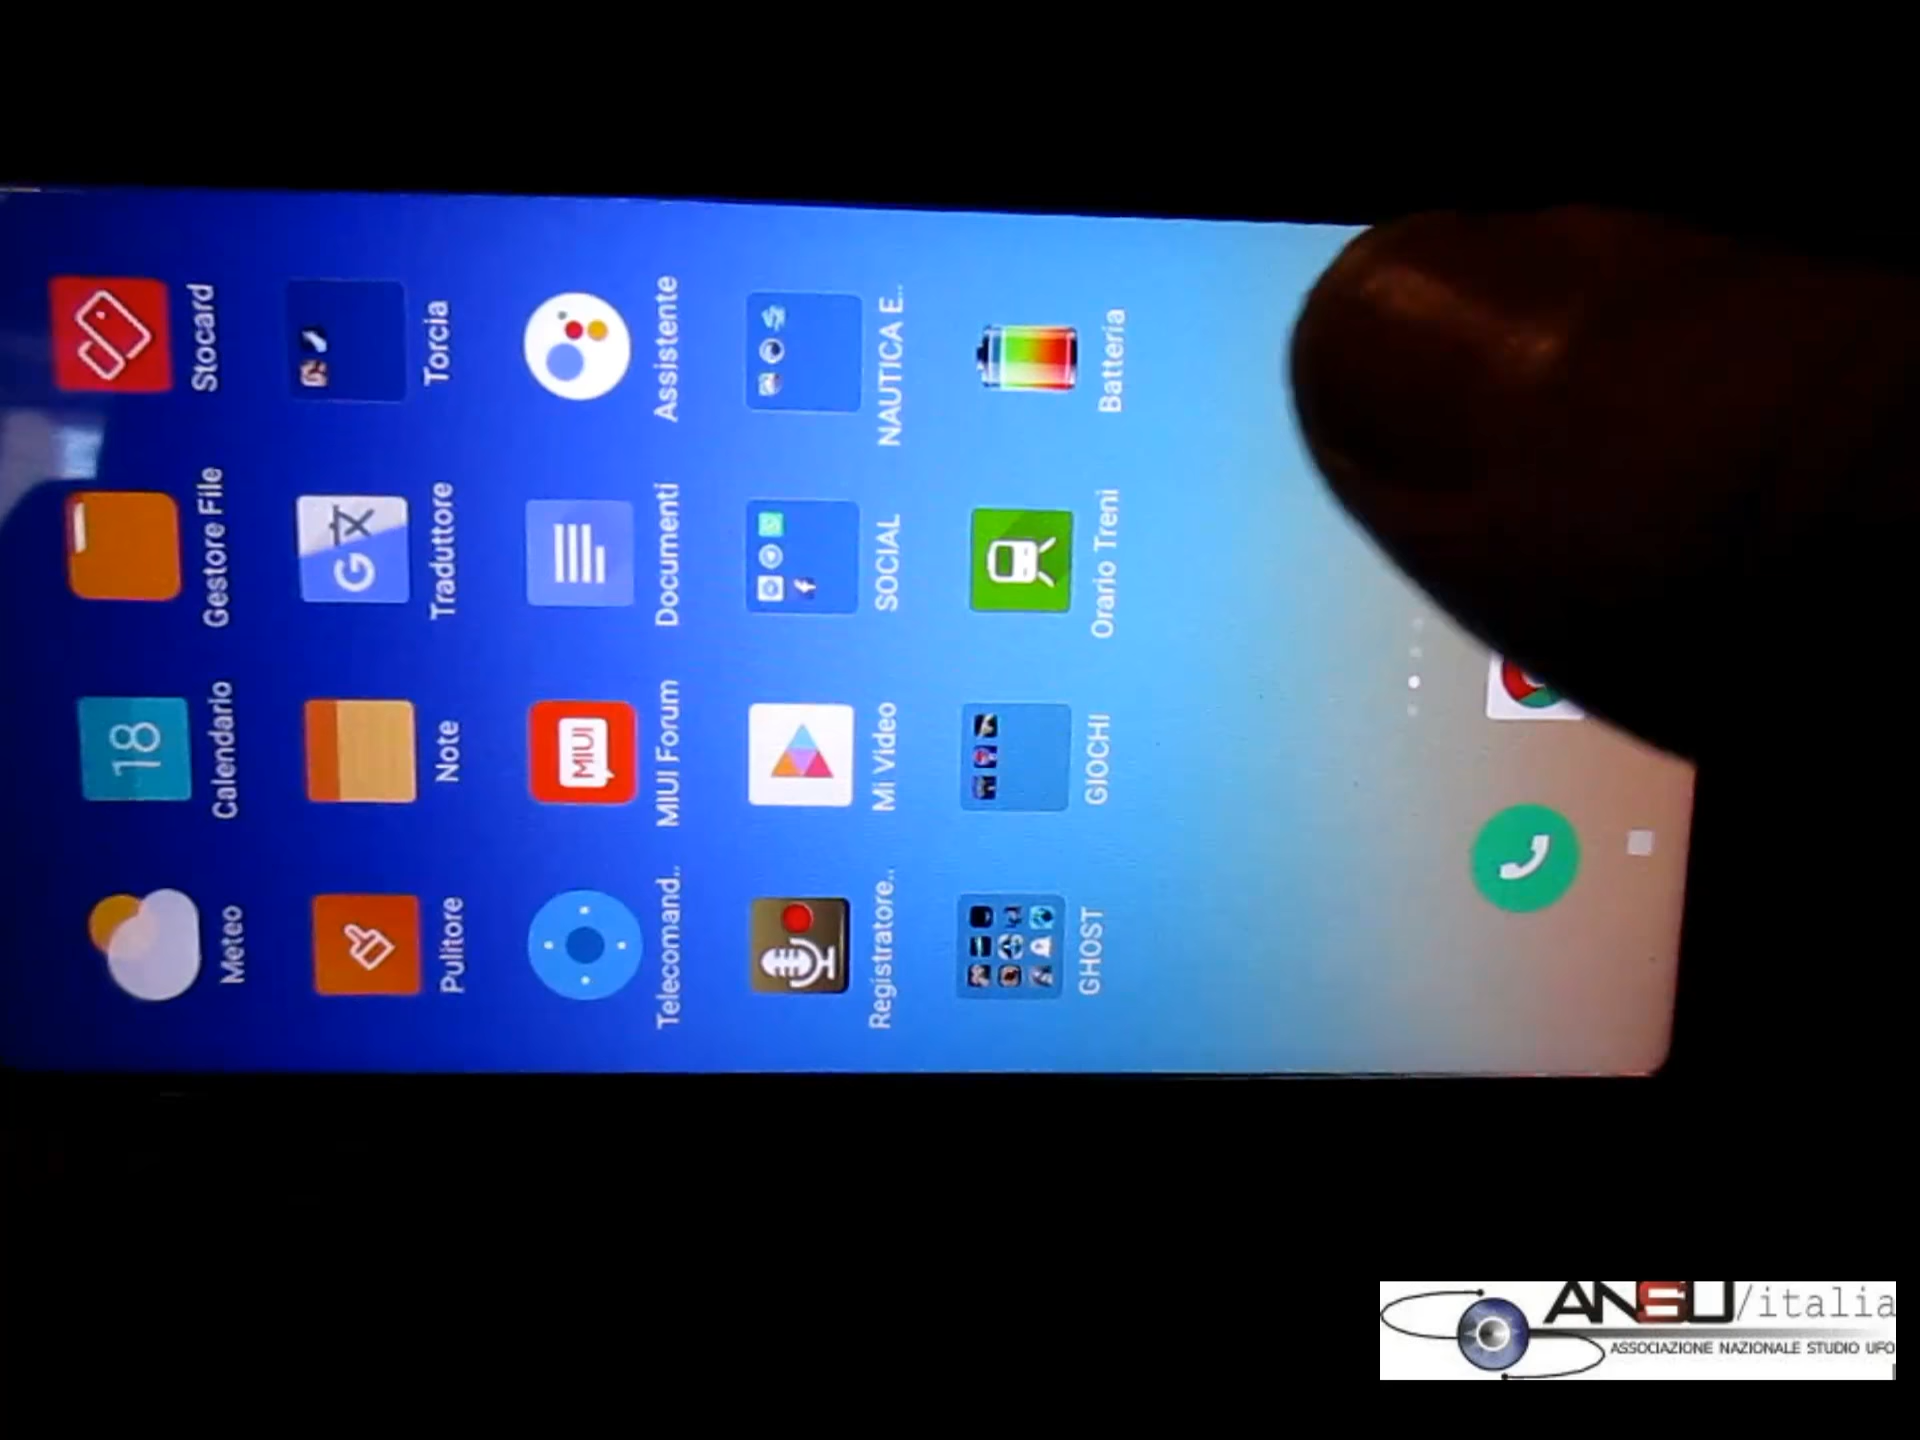 Meteo
Calendario
18
Gestore File
Stocard
Pulitore
Note
Traduttore
G
Torcia
Telecomand..
MIUI Forum
MIUI
Documenti
Assistente
Registratore..
Mi Video
SOCIAL
NAUTICA E..
GHOST
GIOCHI
Orario Treni
Batteria
ANSU/italia
ASSOCIAZIONE NAZIONALE STUDIO UFO